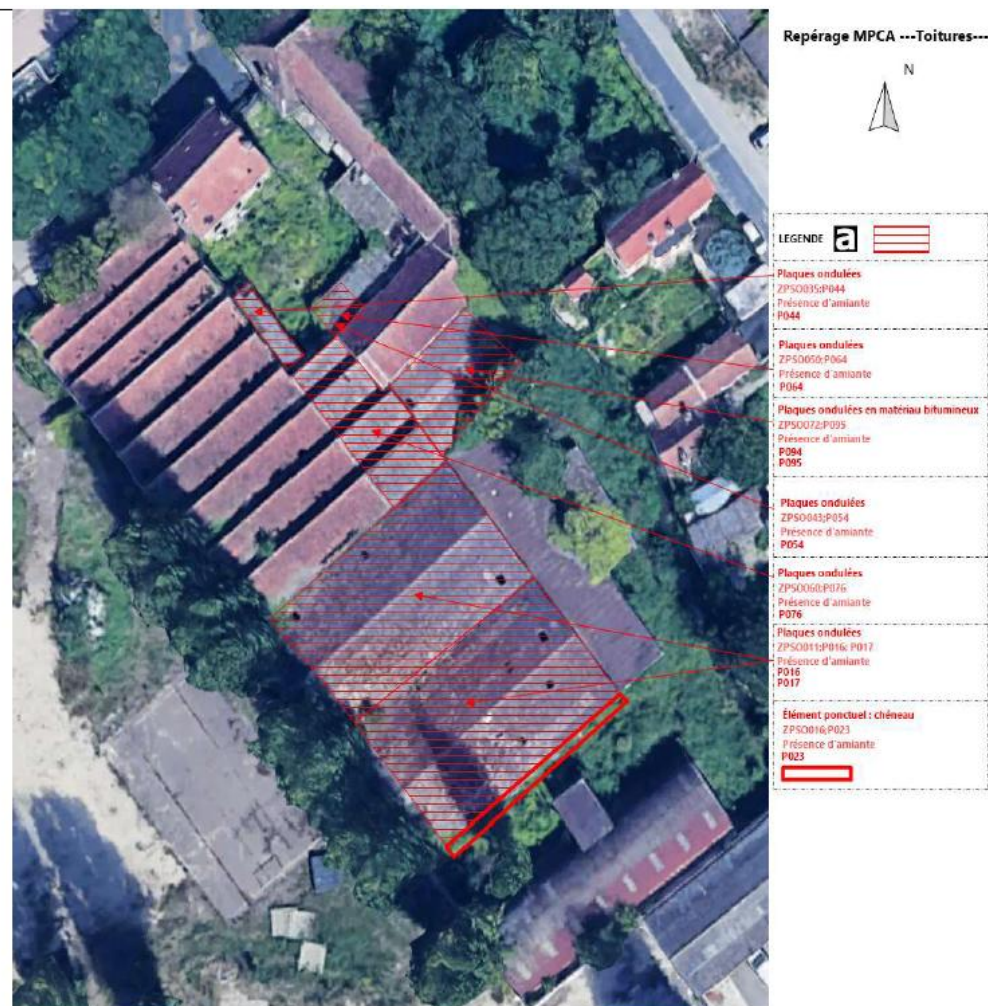 Repérage MPCA ---Toitures---
N
LEGENDE a
Plaques ondulées
ZPSO035;P044
Présence d'amiante
P044
Plaques ondulées
ZPSO050;P064
Présence d'amiante
P064
Plaques ondulées en matériau bitumineux
ZPSO072;P095
Présence d'amiante
P094
P095
Plaques ondulées
ZPSO043;P054
Présence d'amiante
P054
Plaques ondulées
ZPSO060;P076
Présence d'amiante
P076
Plaques ondulées
ZPSO011;P016; P017
Présence d'amiante
P016
P017
Élément ponctuel : chéneau
ZPSO016;P023
Présence d'amiante
P023